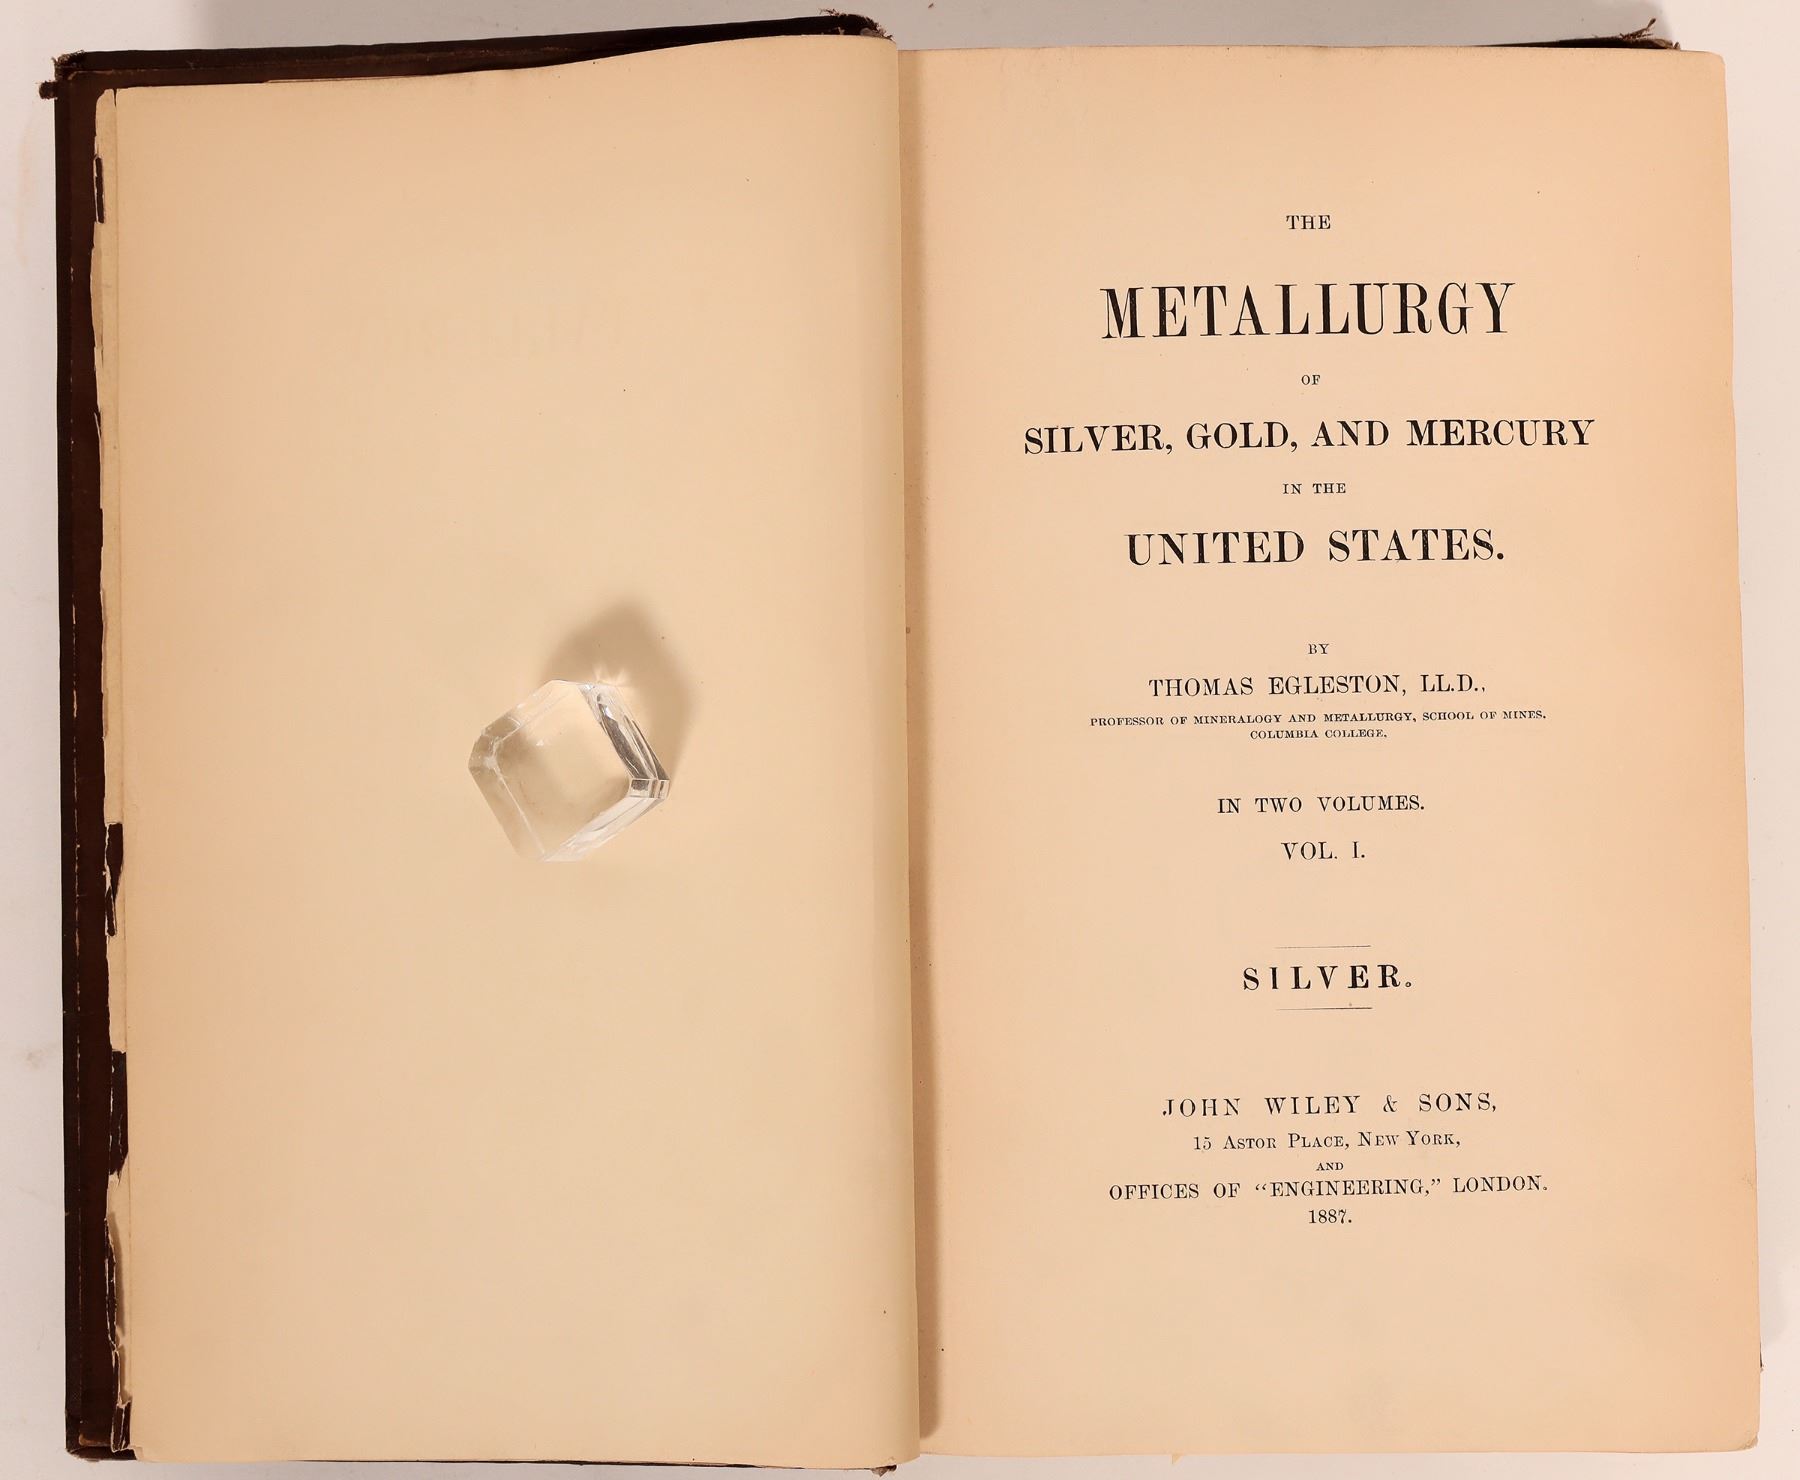 THE
METALLURGY
OF
SILVER, GOLD, AND MERCURY
IN THE
UNITED STATES.
BY
THOMAS EGLESTON, LL.D.,
PROFESSOR OF MINERALOGY AND METALLURGY, SCHOOL OF MINES,
COLUMBIA COLLEGE.
IN TWO VOLUMES.
VOL. I.
SILVER.
JOHN WILEY & SONS,
15 ASTOR PLACE, NEW YORK,
AND
OFFICES OF "ENGINEERING," LONDON.
1887.